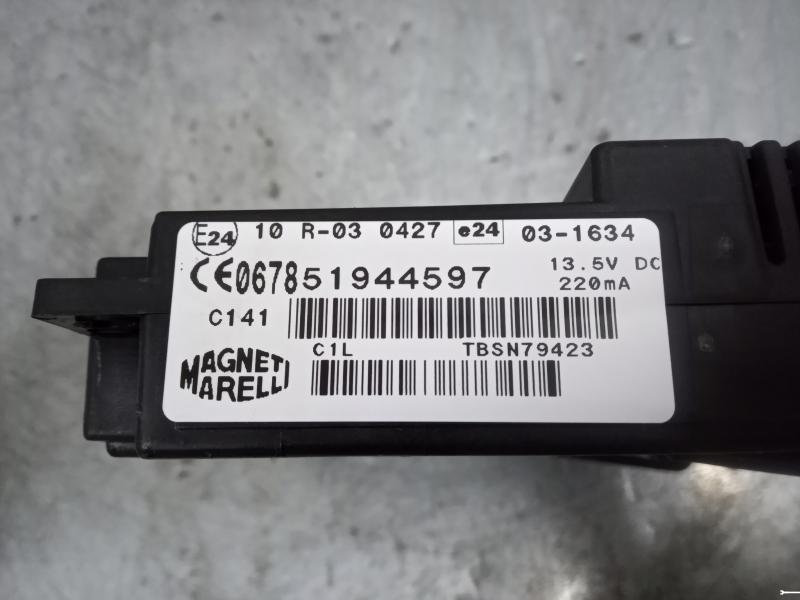 E24 10 R-03 0427 e24 03-1634
CE0678 51944597 13.5V DC
220mA
C141
C1L TBSN79423
MAGNETI
MARELLI